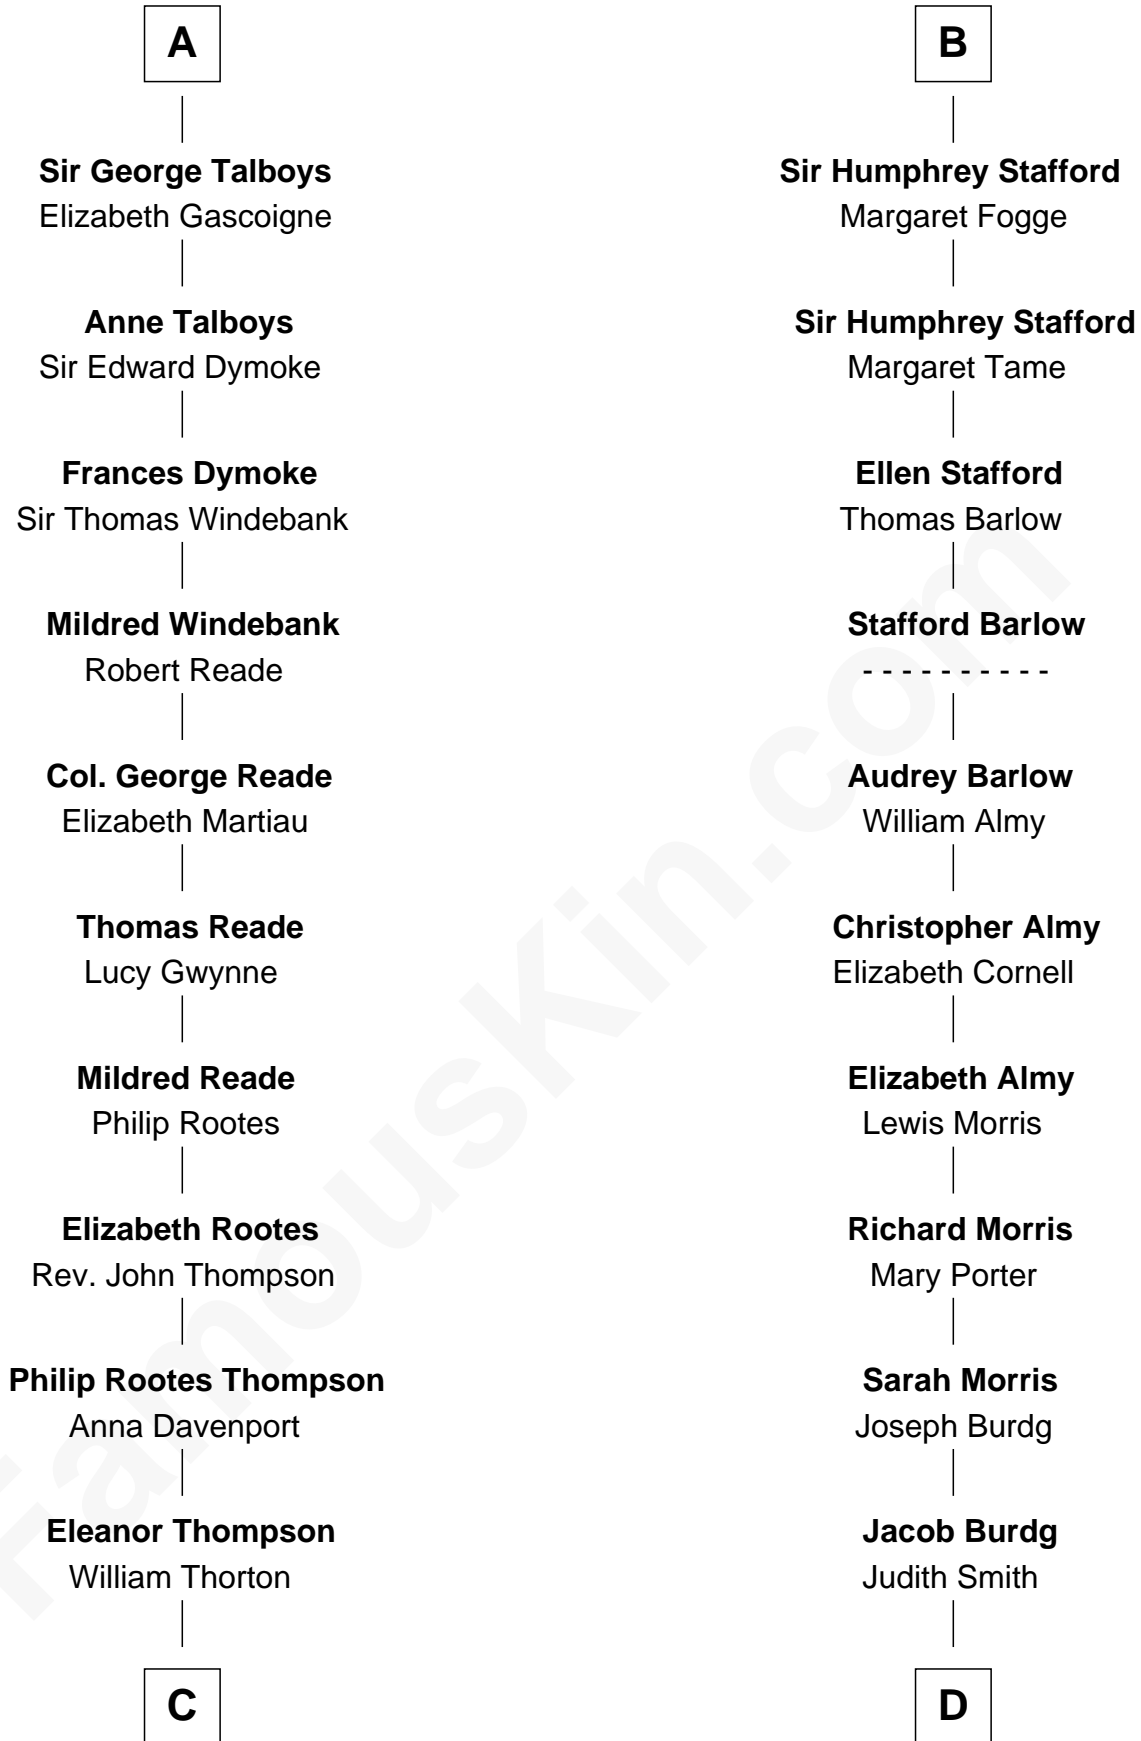 A
Sir George Talboys
Elizabeth Gascoigne
Anne Talboys
Sir Edward Dymoke
Frances Dymoke
Sir Thomas Windebank
Mildred Windebank
Robert Reade
Col. George Reade
Elizabeth Martiau
Thomas Reade
Lucy Gwynne
Mildred Reade
Philip Rootes
Elizabeth Rootes
Rev. John Thompson
Philip Rootes Thompson
Anna Davenport
Eleanor Thompson
William Thorton
C
B
Sir Humphrey Stafford
Margaret Fogge
Sir Humphrey Stafford
Margaret Tame
Ellen Stafford
Thomas Barlow
Stafford Barlow
- - - - - - - - - -
Audrey Barlow
William Almy
Christopher Almy
Elizabeth Cornell
Elizabeth Almy
Lewis Morris
Richard Morris
Mary Porter
Sarah Morris
Joseph Burdg
Jacob Burdg
Judith Smith
D
FamousKin.com